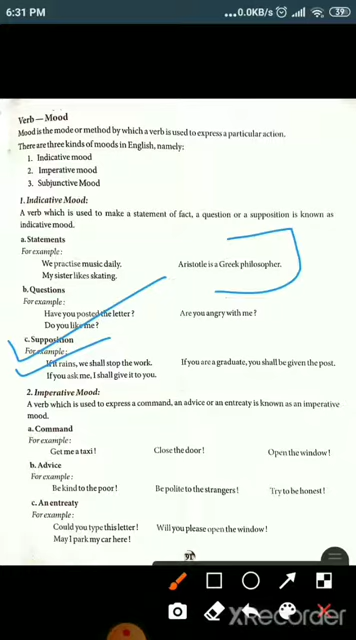 6:31 PM
...0.0KB/s
39
Verb — Mood
Mood is the mode or method by which a verb is used to express a particular action.
There are three kinds of moods in English, namely:
1. Indicative mood
2. Imperative mood
3. Subjunctive Mood
1. Indicative Mood:
A verb which is used to make a statement of fact, a question or a supposition is known as
indicative mood.
a. Statements
For example:
We practise music daily. Aristotle is a Greek philosopher.
My sister likes skating.
b. Questions
For example:
Have you posted the letter? Are you angry with me?
Do you like me?
c. Supposition
For example:
If it rains, we shall stop the work. If you are a graduate, you shall be given the post.
If you ask me, I shall give it to you.
2. Imperative Mood:
A verb which is used to express a command, an advice or an entreaty is known as an imperative
mood.
a. Command
For example:
Get me a taxi! Close the door! Open the window!
b. Advice
For example:
Be kind to the poor! Be polite to the strangers! Try to be honest!
c. An entreaty
For example:
Could you type this letter! Will you please open the window!
May I park my car here!
91
XRecorder